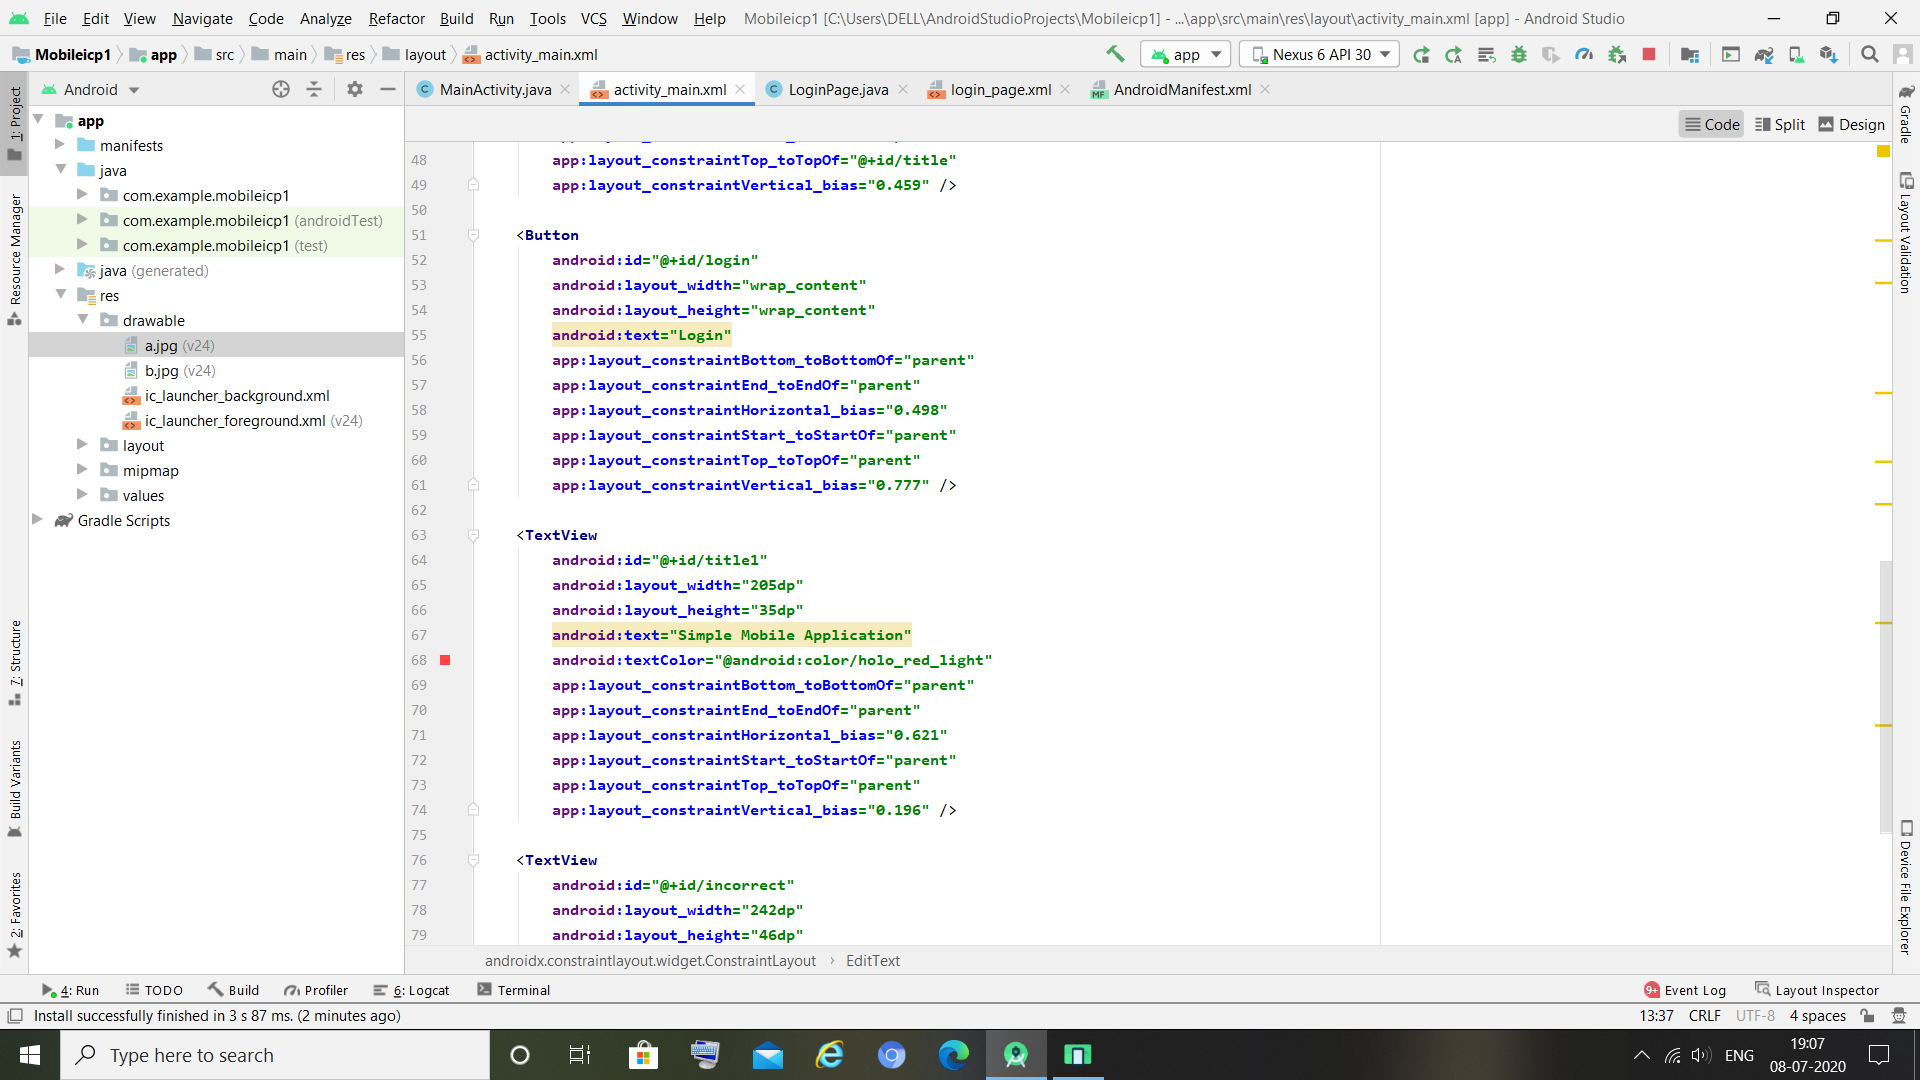 File Edit View Navigate Code Analyze Refactor Build Run Tools VCS Window Help Mobileicp1 [C:\Users\DELL\AndroidStudioProjects\Mobileicp1] - ...\app\src\main\res\layout\activity_main.xml [app] - Android Studio
Mobileicp1 app src main res layout activity_main.xml app Nexus 6 API 30
Android MainActivity.java activity_main.xml LoginPage.java login_page.xml AndroidManifest.xml
Code Split Design
1: Project
Resource Manager
7: Structure
Build Variants
2: Favorites
app
manifests
java
com.example.mobileicp1
com.example.mobileicp1 (androidTest)
com.example.mobileicp1 (test)
java (generated)
res
drawable
a.jpg (v24)
b.jpg (v24)
ic_launcher_background.xml
ic_launcher_foreground.xml (v24)
layout
mipmap
values
Gradle Scripts
48 app:layout_constraintTop_toTopOf="@+id/title"
49 app:layout_constraintVertical_bias="0.459" />
50
51 <Button
52 android:id="@+id/login"
53 android:layout_width="wrap_content"
54 android:layout_height="wrap_content"
55 android:text="Login"
56 app:layout_constraintBottom_toBottomOf="parent"
57 app:layout_constraintEnd_toEndOf="parent"
58 app:layout_constraintHorizontal_bias="0.498"
59 app:layout_constraintStart_toStartOf="parent"
60 app:layout_constraintTop_toTopOf="parent"
61 app:layout_constraintVertical_bias="0.777" />
62
63 <TextView
64 android:id="@+id/title1"
65 android:layout_width="205dp"
66 android:layout_height="35dp"
67 android:text="Simple Mobile Application"
68 android:textColor="@android:color/holo_red_light"
69 app:layout_constraintBottom_toBottomOf="parent"
70 app:layout_constraintEnd_toEndOf="parent"
71 app:layout_constraintHorizontal_bias="0.621"
72 app:layout_constraintStart_toStartOf="parent"
73 app:layout_constraintTop_toTopOf="parent"
74 app:layout_constraintVertical_bias="0.196" />
75
76 <TextView
77 android:id="@+id/incorrect"
78 android:layout_width="242dp"
79 android:layout_height="46dp"
androidx.constraintlayout.widget.ConstraintLayout › EditText
Gradle
Layout Validation
Device File Explorer
4: Run TODO Build Profiler 6: Logcat Terminal 9+ Event Log Layout Inspector
Install successfully finished in 3 s 87 ms. (2 minutes ago) 13:37 CRLF UTF-8 4 spaces
Type here to search ENG 19:07
08-07-2020